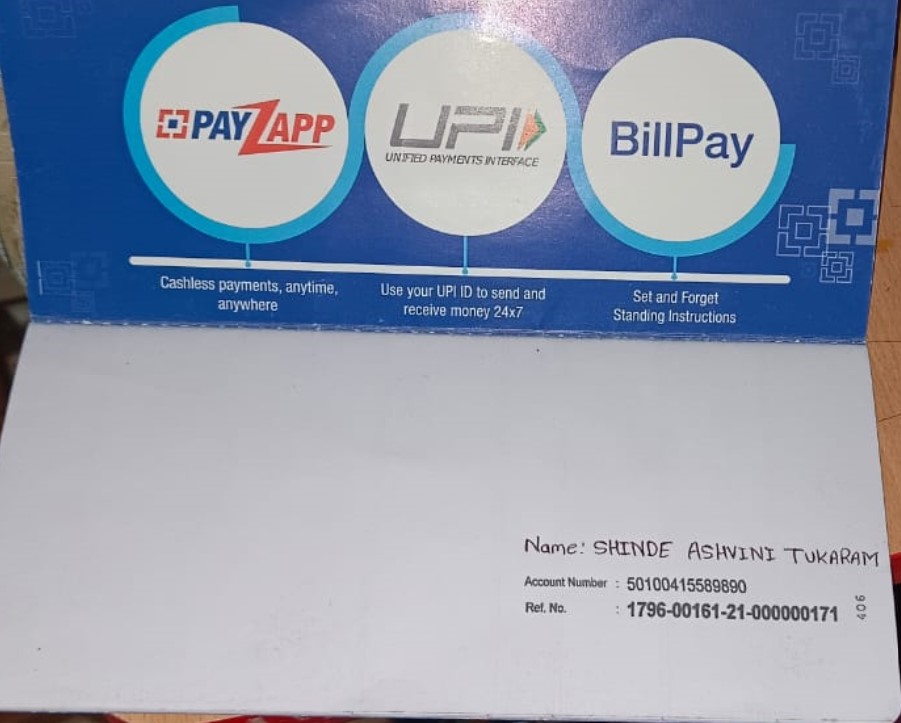 PAYZAPP
UPI
UNIFIED PAYMENTS INTERFACE
BillPay
Cashless payments, anytime,
anywhere
Use your UPI ID to send and
receive money 24x7
Set and Forget
Standing Instructions
Name: SHINDE ASHVINI TUKARAM
Account Number : 50100415589890
Ref. No. : 1796-00161-21-000000171
406